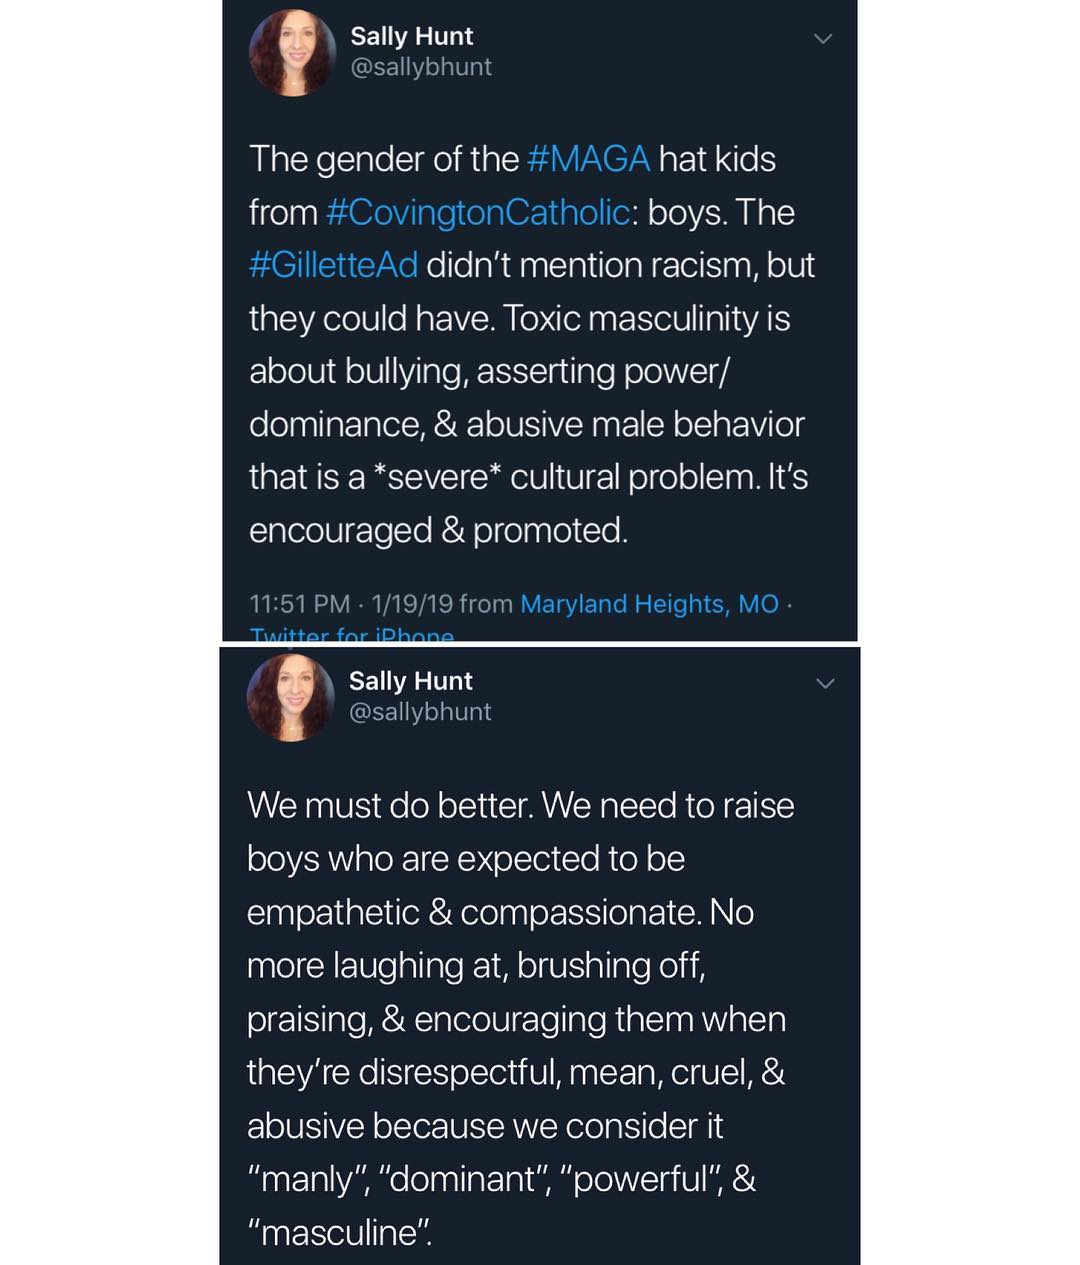 Sally Hunt
@sallybhunt
The gender of the #MAGA hat kids
from #CovingtonCatholic: boys. The
#GilletteAd didn’t mention racism, but
they could have. Toxic masculinity is
about bullying, asserting power/
dominance, & abusive male behavior
that is a *severe* cultural problem. It’s
encouraged & promoted.
11:51 PM · 1/19/19 from Maryland Heights, MO ·
Twitter for iPhone
Sally Hunt
@sallybhunt
We must do better. We need to raise
boys who are expected to be
empathetic & compassionate. No
more laughing at, brushing off,
praising, & encouraging them when
they’re disrespectful, mean, cruel, &
abusive because we consider it
“manly”, “dominant”, “powerful”, &
“masculine”.